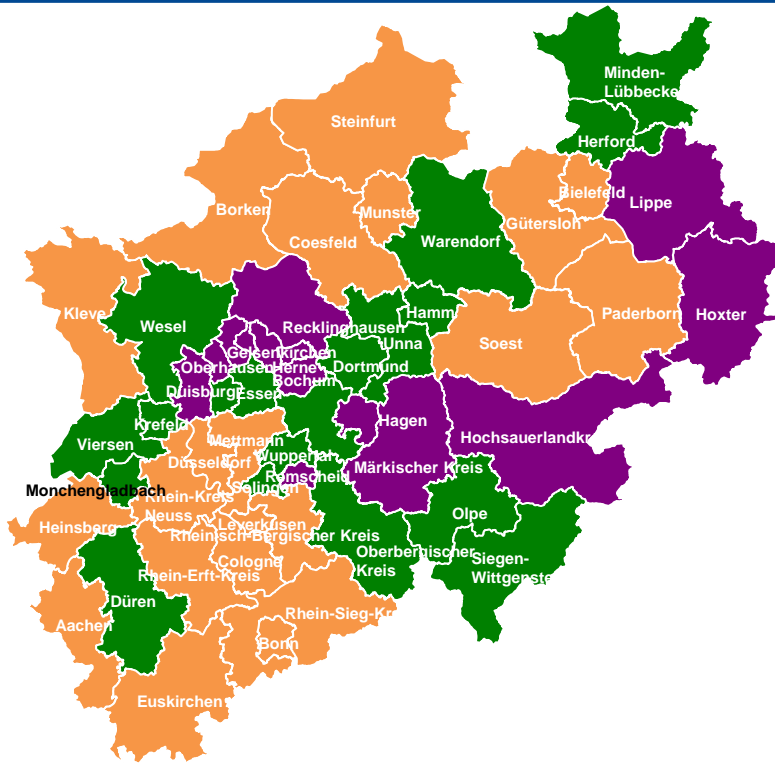 Minden-
Lübbecke
Steinfurt
Herford
Bielefeld
Lippe
Borken
Munster
Gütersloh
Coesfeld
Warendorf
Kleve
Hamm
Paderborn
Hoxter
Wesel
Recklinghausen
Unna
Soest
Gelsenkirchen
Oberhausen
Herne
Dortmund
Bochum
Duisburg
Essen
Krefeld
Hagen
Viersen
Mettmann
Hochsauerlandkr
Wuppertal
Düsseldorf
Märkischer Kreis
Remscheid
Solingen
Monchengladbach
Rhein-Kreis
Neuss
Olpe
Leverkusen
Heinsberg
Rheinisch-Bergischer Kreis
Oberbergischer
Kreis
Cologne
Siegen-
Wittgenste
Rhein-Erft-Kreis
Düren
Rhein-Sieg-Kr
Aachen
Bonn
Euskirchen